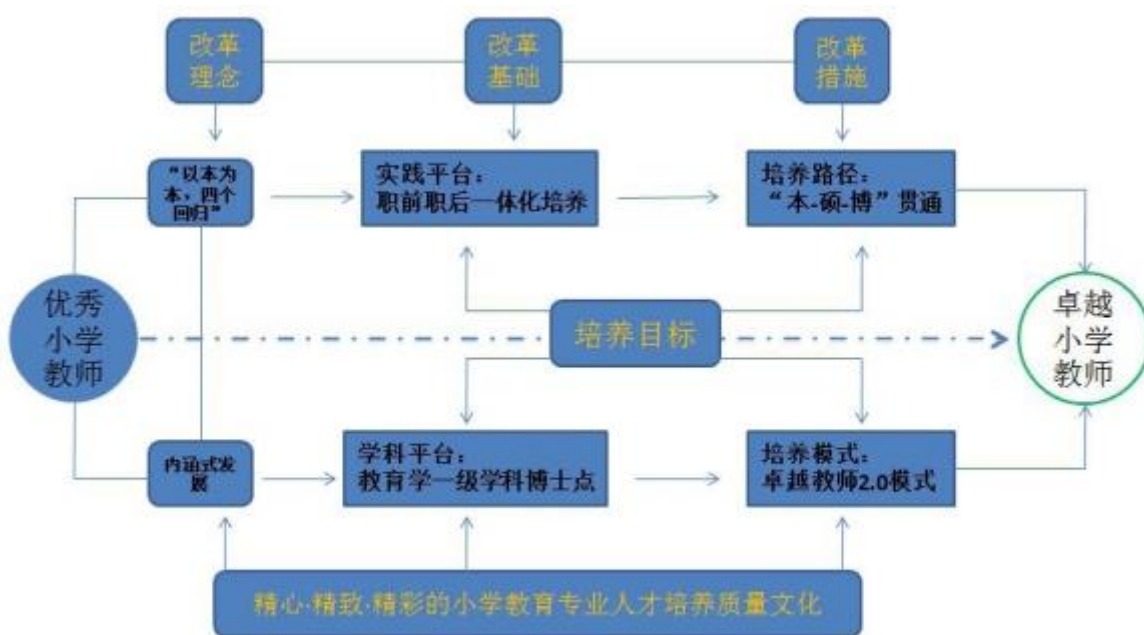 改革
理念
改革
基础
改革
措施
“以本为
本，四个
回归”
实践平台：
职前职后一体化培养
培养路径：
“本-硕-博”贯通
优秀
小学
教师
培养目标
卓越
小学
教师
内涵式发
展
学科平台：
教育学一级学科博士点
培养模式：
卓越教师2.0模式
精心·精致·精彩的小学教育专业人才培养质量文化